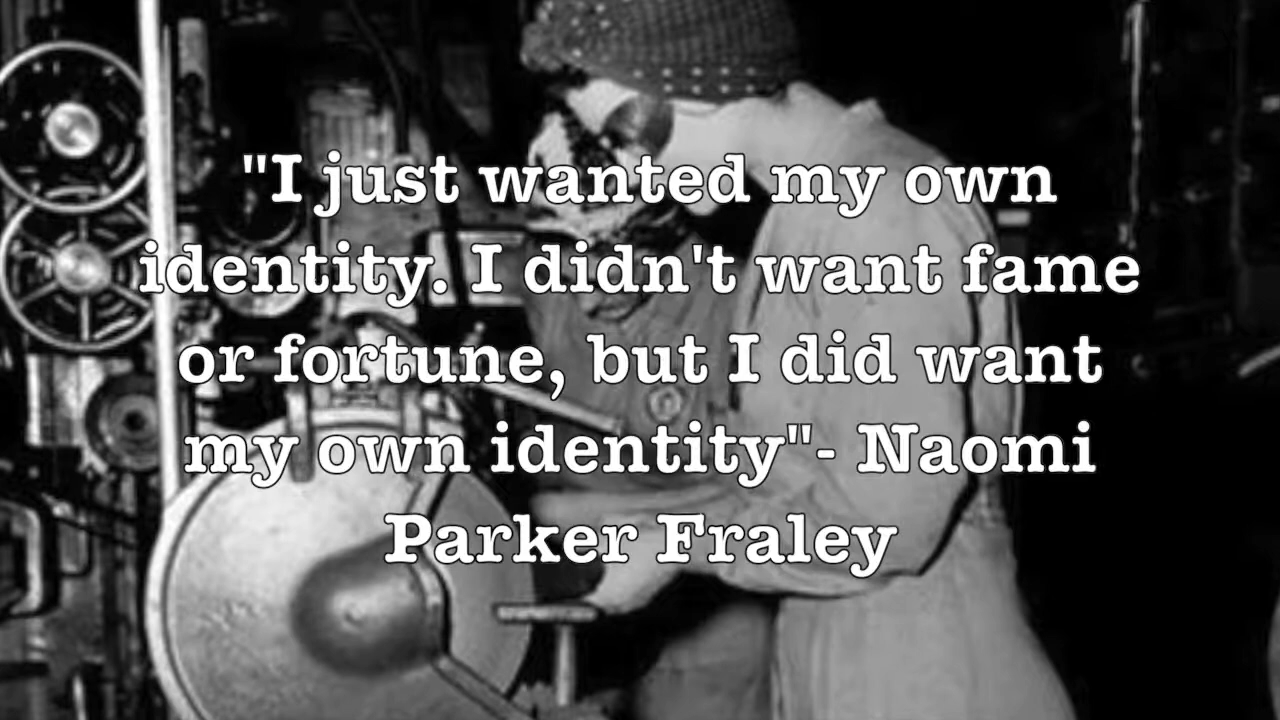 "I just wanted my own
identity. I didn't want fame
or fortune, but I did want
my own identity"- Naomi
Parker Fraley